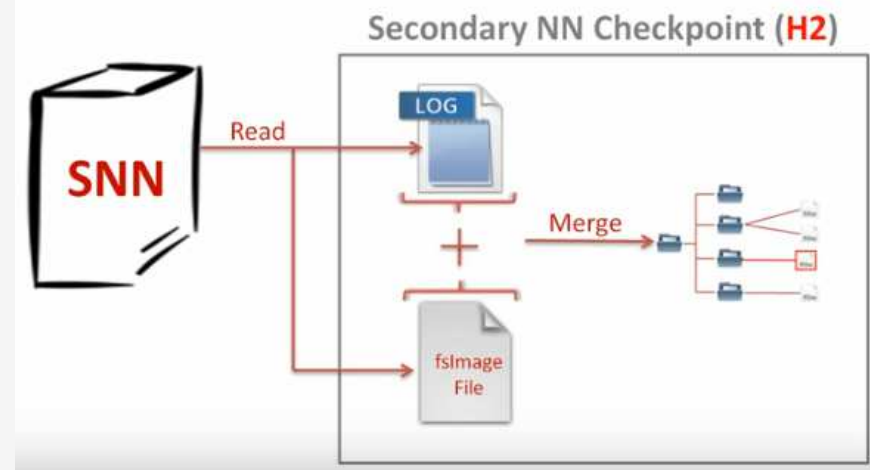 Secondary NN Checkpoint (H2)
SNN
Read
LOG
Merge
fsImage
File